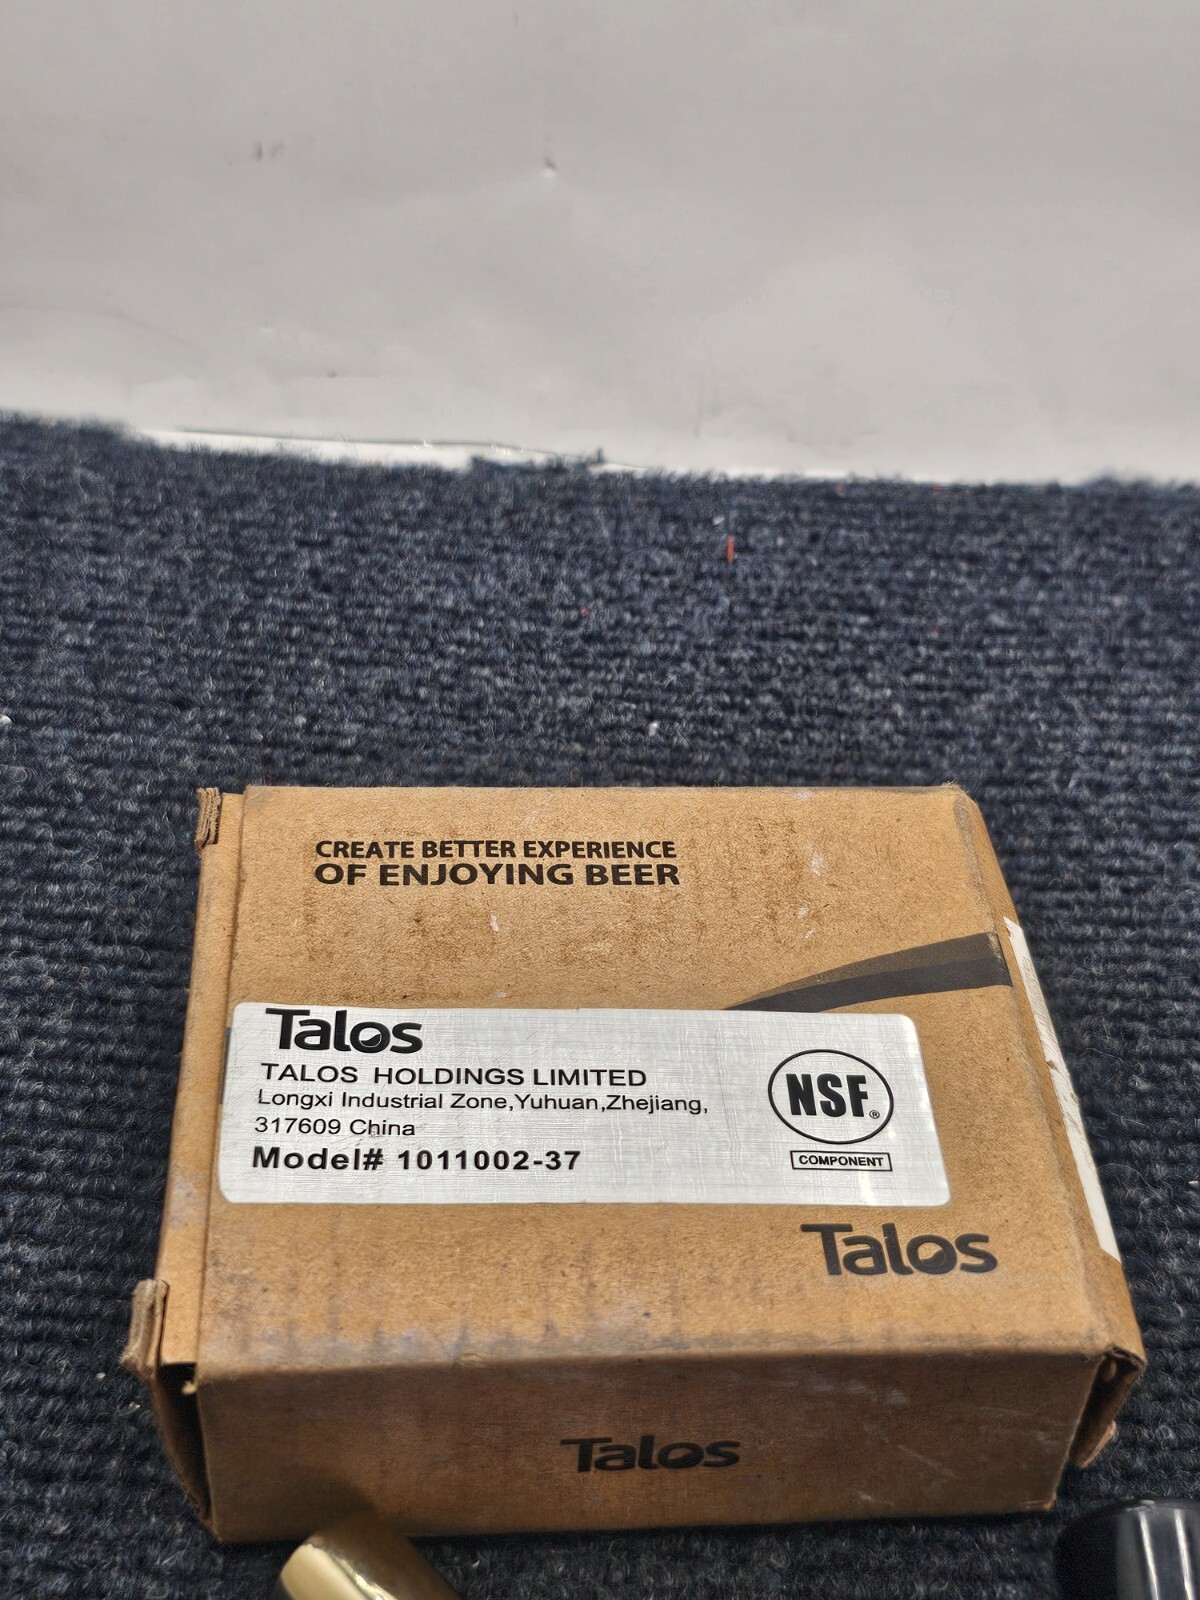 CREATE BETTER EXPERIENCE
OF ENJOYING BEER
Talos
TALOS HOLDINGS LIMITED
Longxi Industrial Zone,Yuhuan,Zhejiang,
317609 China
Model# 1011002-37
NSF®
COMPONENT
Talos
Talos